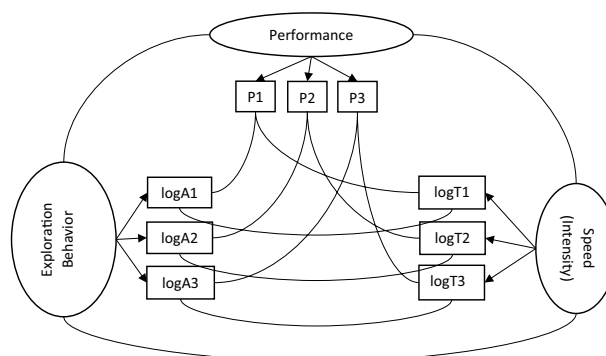 Performance
P1 P2 P3
logA1 logT1
logA2 logT2
logA3 logT3
Exploration
Behavior
Speed
(Intensity)